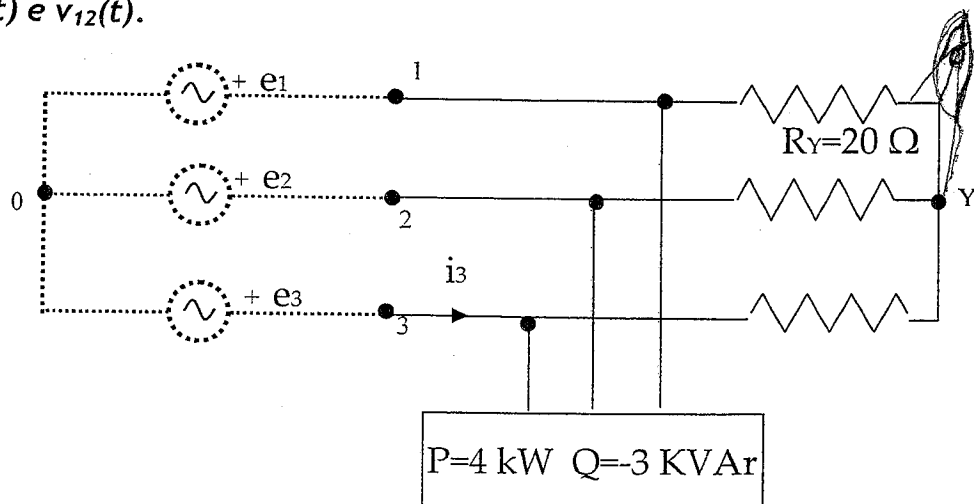 t) e v₁₂(t).
1
+ e1
RY=20 Ω
+ e2
0
2
Y
i3
+ e3
3
P=4 kW Q=-3 KVAr